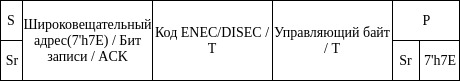 S
Sr
Широковещательный
адрес(7'h7E) / Бит
записи / ACK
Код ENEC/DISEC /
T
Управляющий байт
/ T
P
Sr
7'h7E